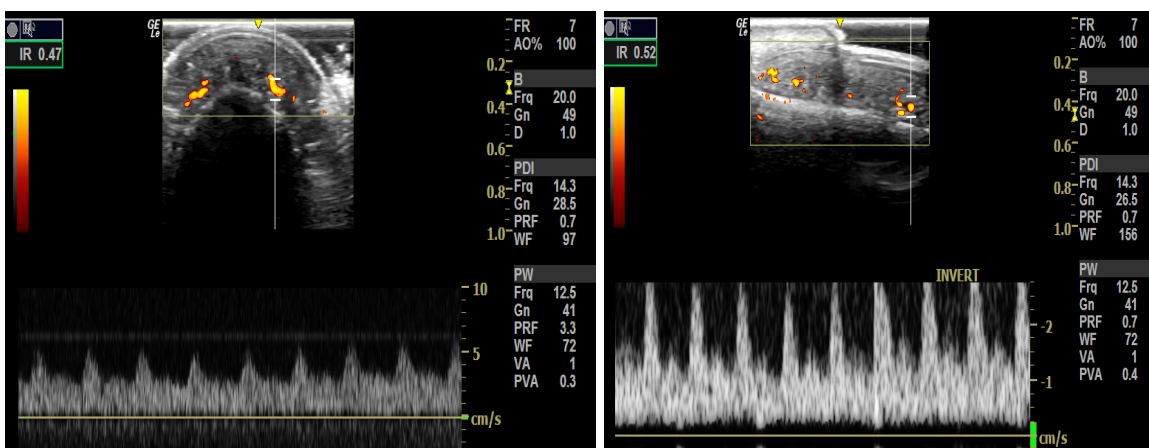 IR 0.47
GE
Le
FR 7
AO% 100
0.2
0.4
0.6
0.8
1.0
B
Frq 20.0
Gn 49
D 1.0
PDI
Frq 14.3
Gn 28.5
PRF 0.7
WF 97
PW
Frq 12.5
Gn 41
PRF 3.3
WF 72
VA 1
PVA 0.3
10
5
cm/s
IR 0.52
GE
Le
FR 7
AO% 100
0.2
0.4
0.6
0.8
1.0
B
Frq 20.0
Gn 49
D 1.0
PDI
Frq 14.3
Gn 26.5
PRF 0.7
WF 156
INVERT
PW
Frq 12.5
Gn 41
PRF 0.7
WF 72
VA 1
PVA 0.4
-2
-1
cm/s